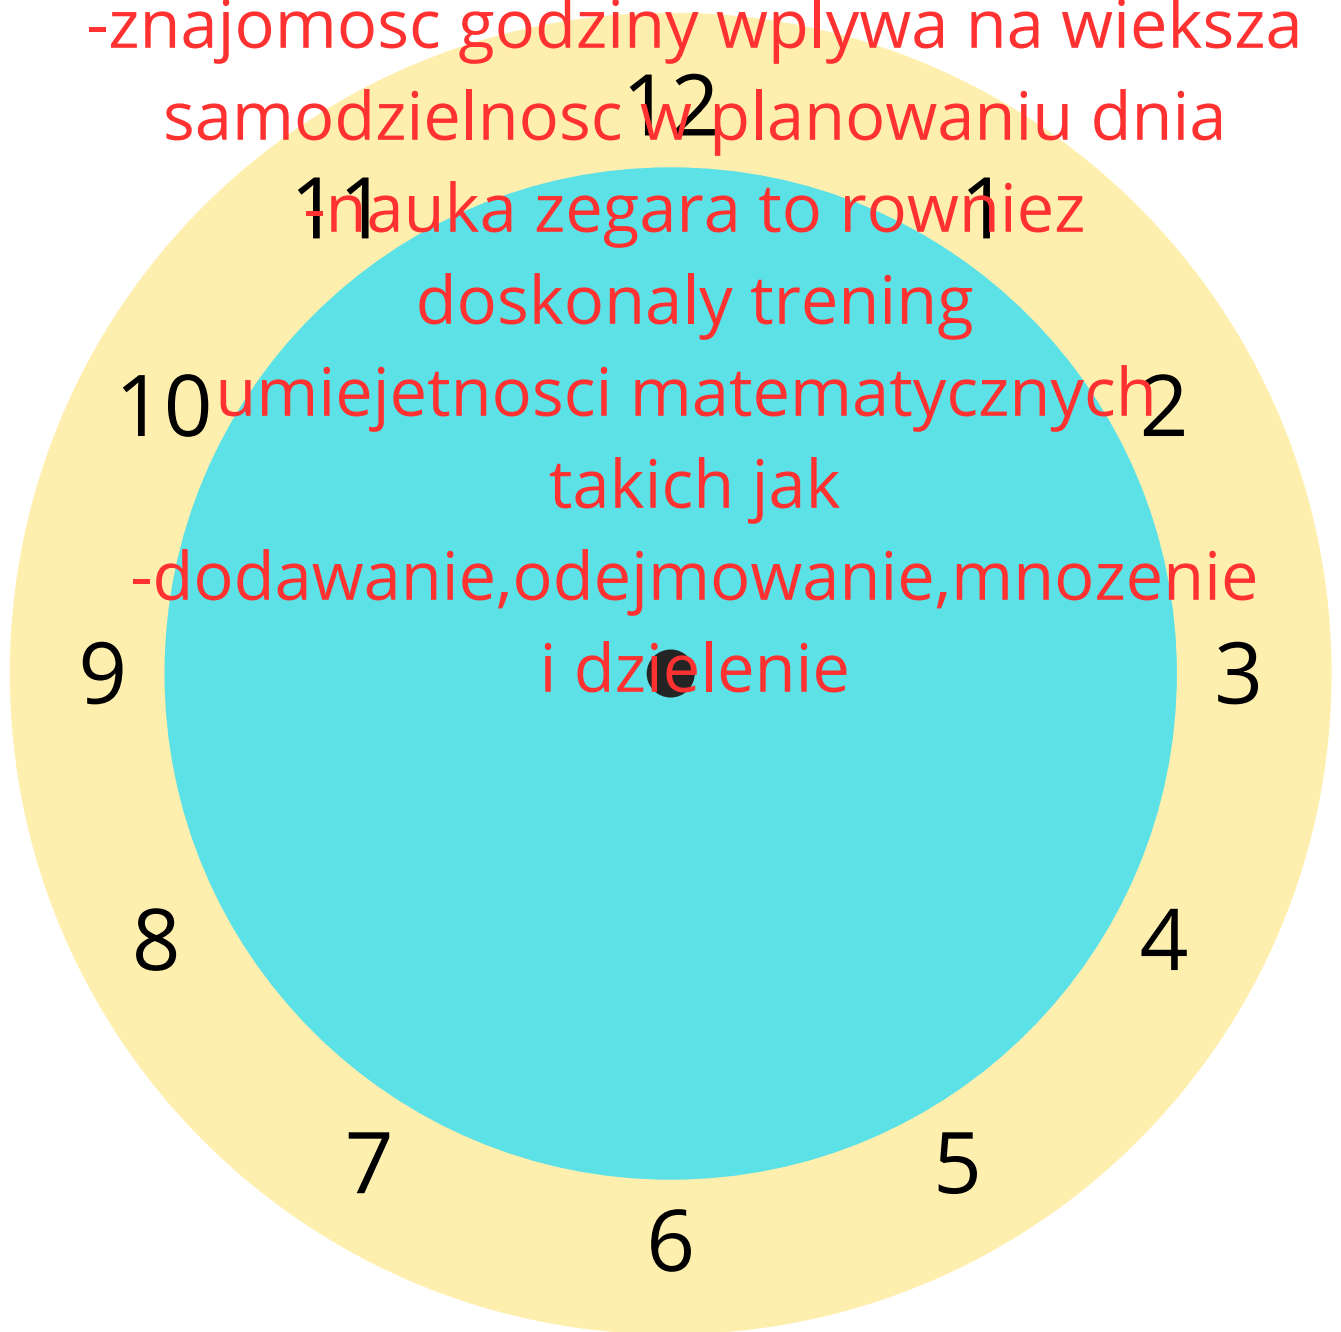 -znajomosc godziny wplywa na wieksza
12
samodzielnosc w planowaniu dnia
11
-nauka zegara to rowniez
1
doskonaly trening
10
umiejetnosci matematycznych
2
takich jak
-dodawanie,odejmowanie,mnozenie
9
i dzielenie
3
8
4
7
5
6